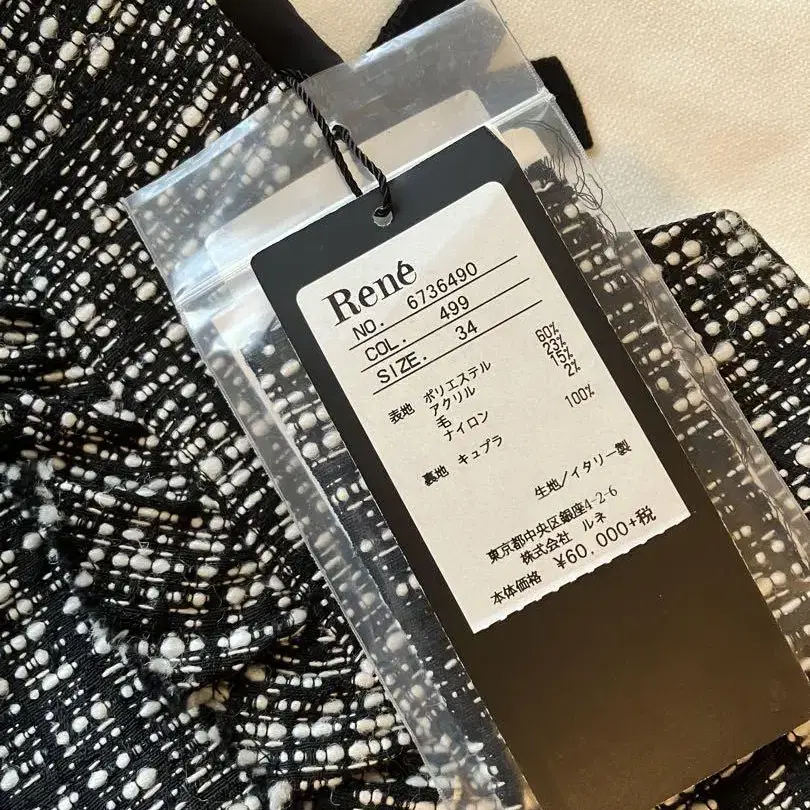 René
NO. 6736490
COL. 499
SIZE. 34
表地 ポリエステル 60%
アクリル 23%
毛 15%
ナイロン 2%
裏地 キュプラ 100%
生地/イタリー製
東京都中央区銀座4-2-6
株式会社 ルネ
本体価格 ¥60,000+税